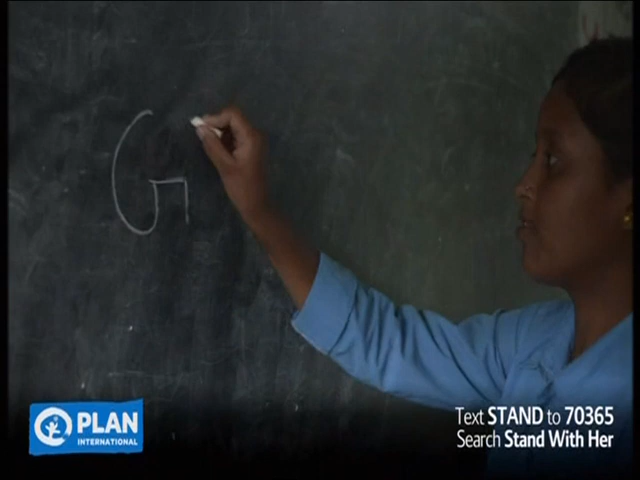 G
PLAN
INTERNATIONAL
Text STAND to 70365
Search Stand With Her